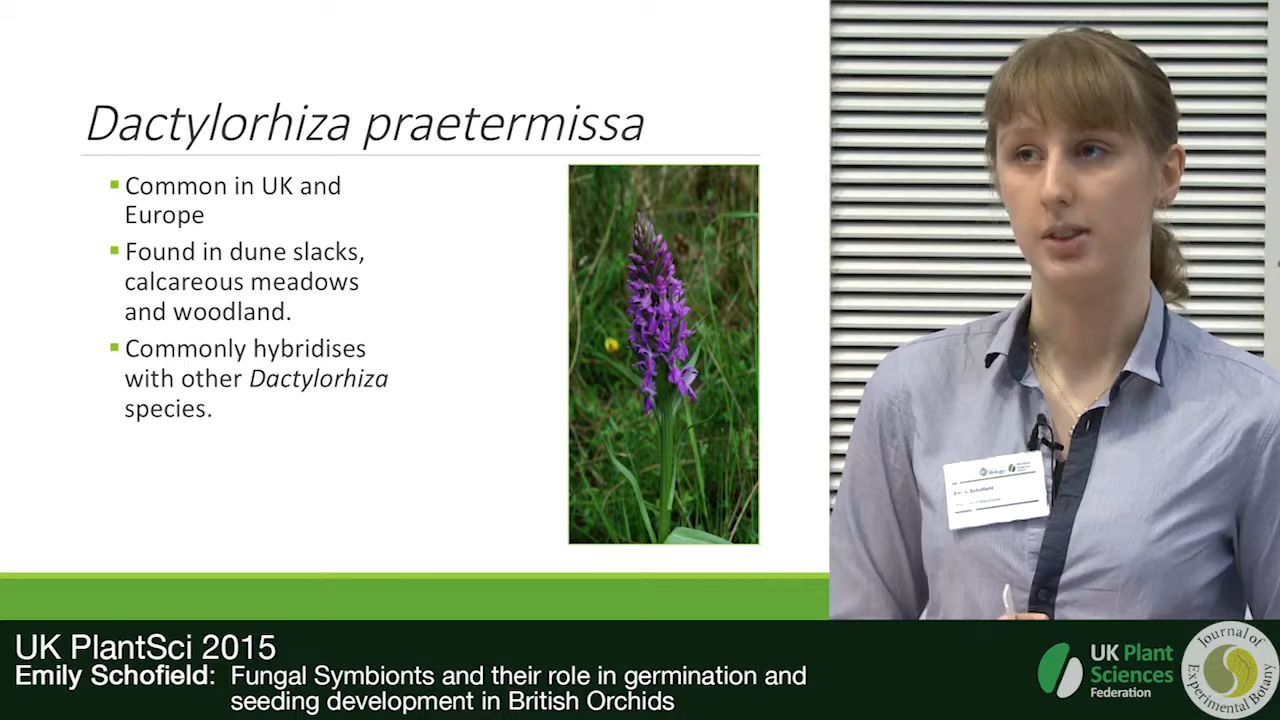 Dactylorhiza praetermissa
▪ Common in UK and
Europe
▪ Found in dune slacks,
calcareous meadows
and woodland.
▪ Commonly hybridises
with other Dactylorhiza
species.
Schofield
UK PlantSci 2015
Emily Schofield: Fungal Symbionts and their role in germination and
seeding development in British Orchids
UK Plant
Sciences
Federation
Journal of
Experimental Botany